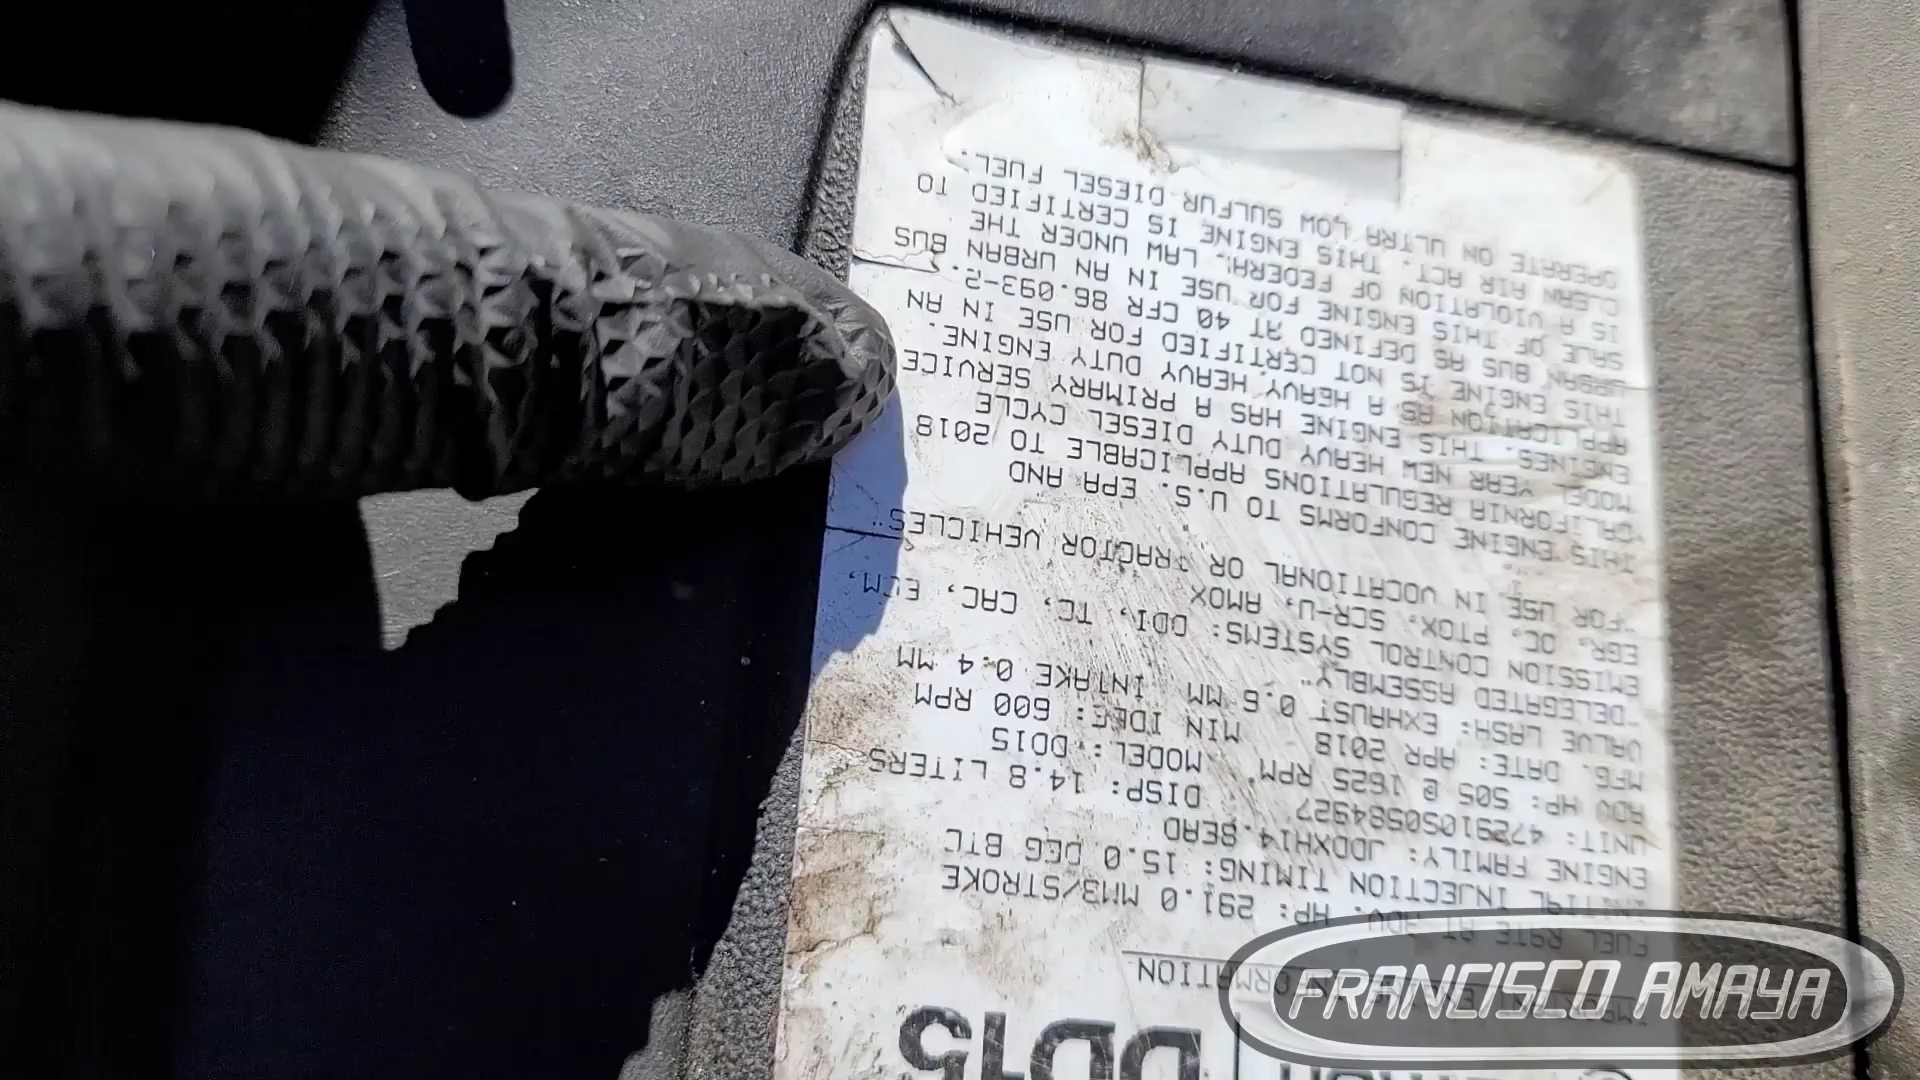 DD15
INFORMATION
FUEL RATE AT ADV. HP: 291.0 MM3/STROKE
INITIAL INJECTION TIMING: 15.0 DEG BTC
ENGINE FAMILY: JDDXH14.8EAD
UNIT: 472910S0584927 DISP: 14.8 LITERS
ADV HP: 505 @ 1625 RPM MODEL: DD15
MFG. DATE: APR 2018 MIN IDLE: 600 RPM
VALVE LASH: EXHAUST 0.6 MM INTAKE 0.4 MM
"DELEGATED ASSEMBLY"
EMISSION CONTROL SYSTEMS: DDI, TC, CAC, ECM,
EGR, OC, PTOX, SCR-U, AMOX
"FOR USE IN VOCATIONAL OR TRACTOR VEHICLES"
THIS ENGINE CONFORMS TO U.S. EPA AND
CALIFORNIA REGULATIONS APPLICABLE TO 2018
MODEL YEAR NEW HEAVY DUTY DIESEL CYCLE
ENGINES. THIS ENGINE HAS A PRIMARY SERVICE
APPLICATION AS A HEAVY HEAVY DUTY ENGINE.
THIS ENGINE IS NOT CERTIFIED FOR USE IN AN
URBAN BUS AS DEFINED AT 40 CFR 86.093-2.
SALE OF THIS ENGINE FOR USE IN AN URBAN BUS
IS A VIOLATION OF FEDERAL LAW UNDER THE
CLEAN AIR ACT. THIS ENGINE IS CERTIFIED TO
OPERATE ON ULTRA LOW SULFUR DIESEL FUEL.
FRANCISCO AMAYA